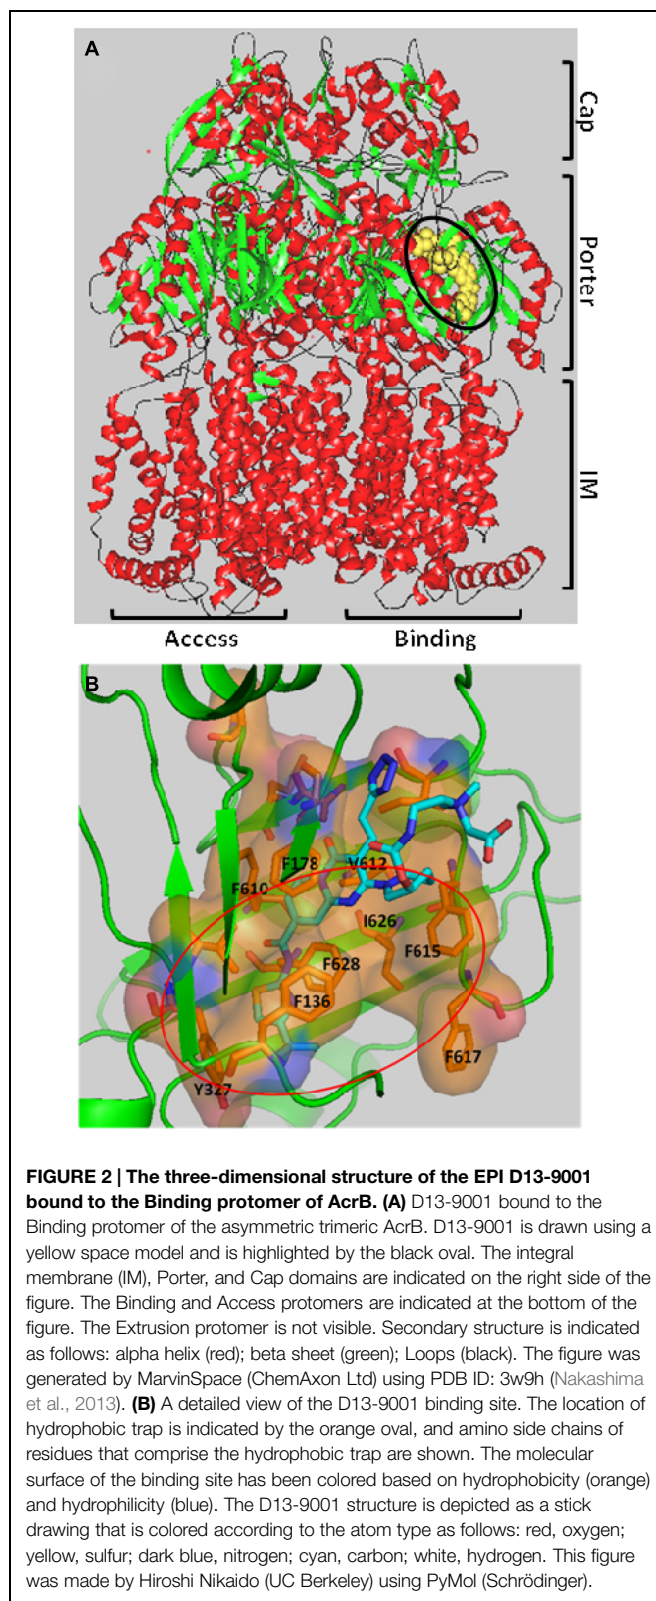 A
Cap
Porter
IM
Access
Binding
B
F178
V612
F610
I626
F615
F628
F136
F617
Y327
FIGURE 2 | The three-dimensional structure of the EPI D13-9001
bound to the Binding protomer of AcrB. (A) D13-9001 bound to the
Binding protomer of the asymmetric trimeric AcrB. D13-9001 is drawn using a
yellow space model and is highlighted by the black oval. The integral
membrane (IM), Porter, and Cap domains are indicated on the right side of the
figure. The Binding and Access protomers are indicated at the bottom of the
figure. The Extrusion protomer is not visible. Secondary structure is indicated
as follows: alpha helix (red); beta sheet (green); Loops (black). The figure was
generated by MarvinSpace (ChemAxon Ltd) using PDB ID: 3w9h (Nakashima
et al., 2013). (B) A detailed view of the D13-9001 binding site. The location of
hydrophobic trap is indicated by the orange oval, and amino side chains of
residues that comprise the hydrophobic trap are shown. The molecular
surface of the binding site has been colored based on hydrophobicity (orange)
and hydrophilicity (blue). The D13-9001 structure is depicted as a stick
drawing that is colored according to the atom type as follows: red, oxygen;
yellow, sulfur; dark blue, nitrogen; cyan, carbon; white, hydrogen. This figure
was made by Hiroshi Nikaido (UC Berkeley) using PyMol (Schrödinger).